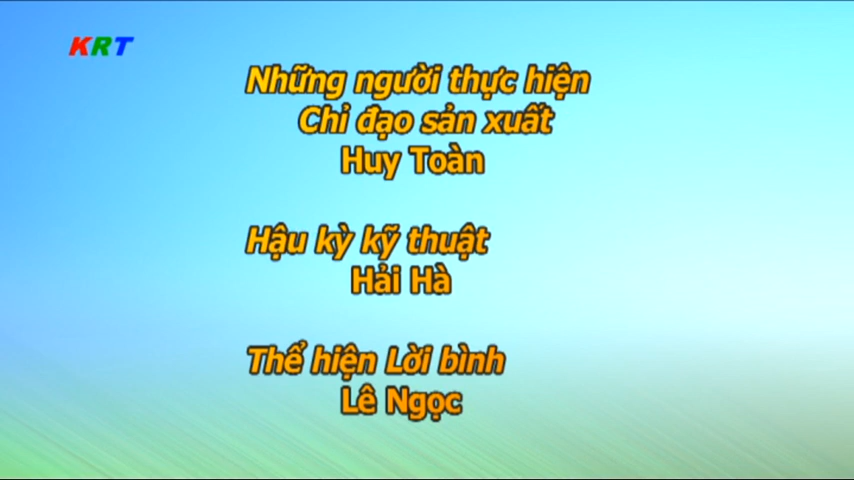 KRT
Những người thực hiện
Chỉ đạo sản xuất
Huy Toàn
Hậu kỳ kỹ thuật
Hải Hà
Thể hiện Lời bình
Lê Ngọc